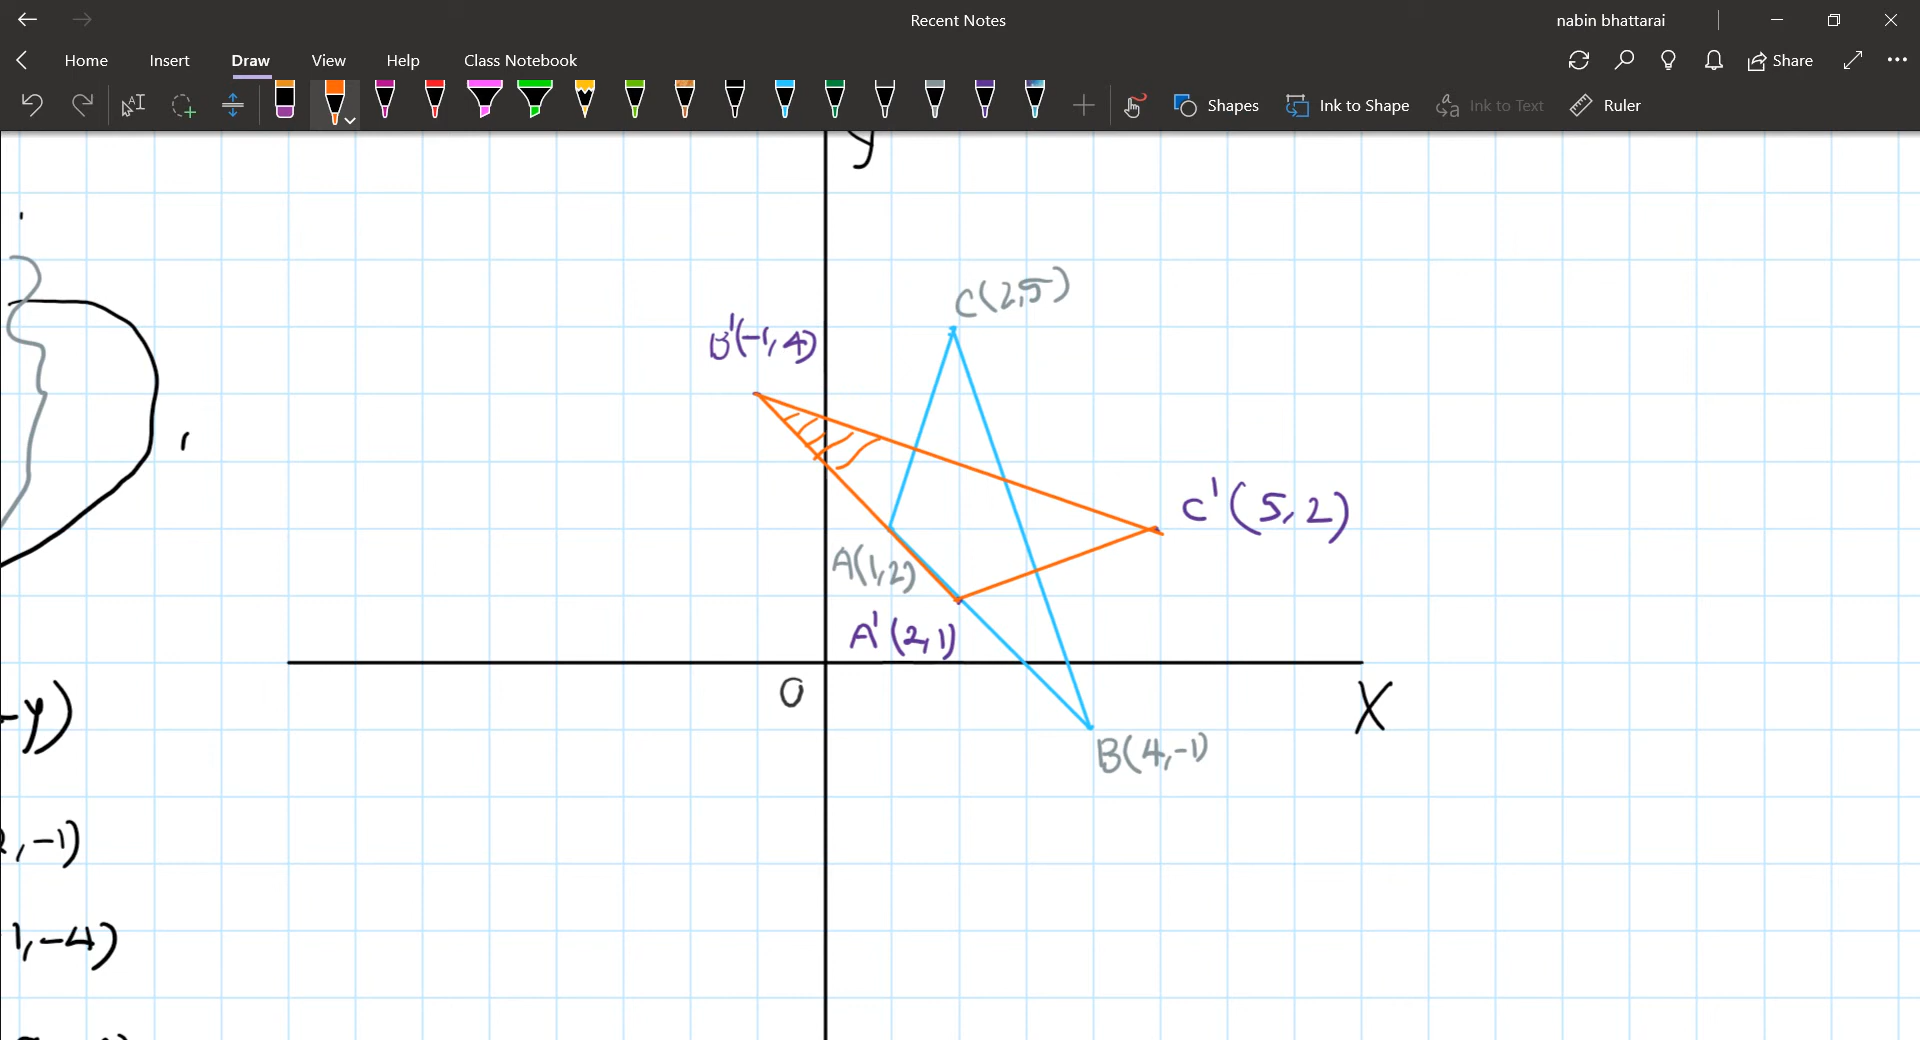 Recent Notes
nabin bhattarai
Home Insert Draw View Help Class Notebook
Share
Shapes
Ink to Shape
Ink to Text
Ruler
y
C(2,5)
B'(-1,4)
C'(5,2)
A(1,2)
A'(2,1)
O
X
B(4,-1)
-y)
,-1)
1,-4)